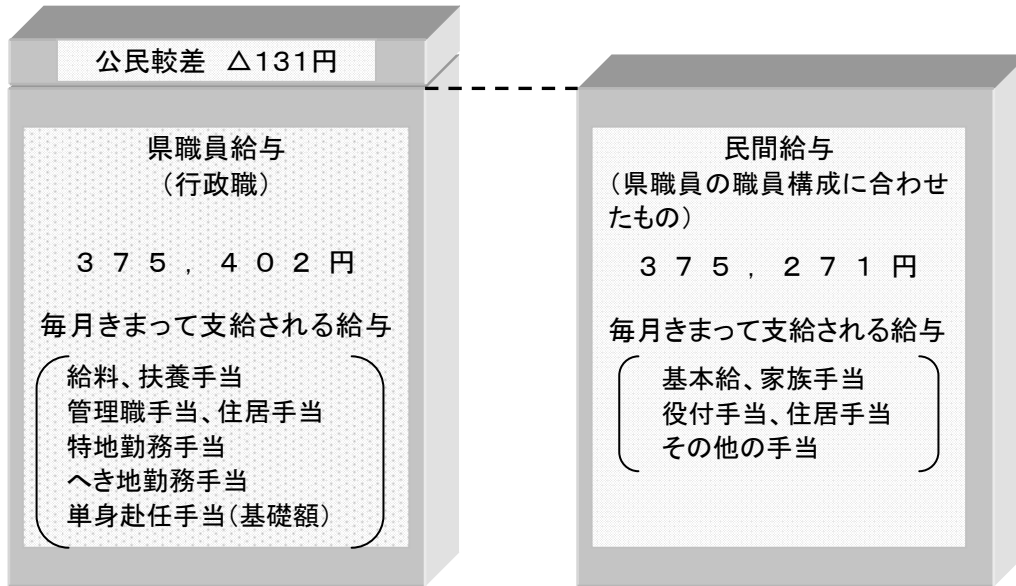 公民較差 △131円
県職員給与
（行政職）
３７５，４０２円
毎月きまって支給される給与
給料、扶養手当
管理職手当、住居手当
特地勤務手当
へき地勤務手当
単身赴任手当(基礎額)
民間給与
（県職員の職員構成に合わせ
たもの）
３７５，２７１円
毎月きまって支給される給与
基本給、家族手当
役付手当、住居手当
その他の手当